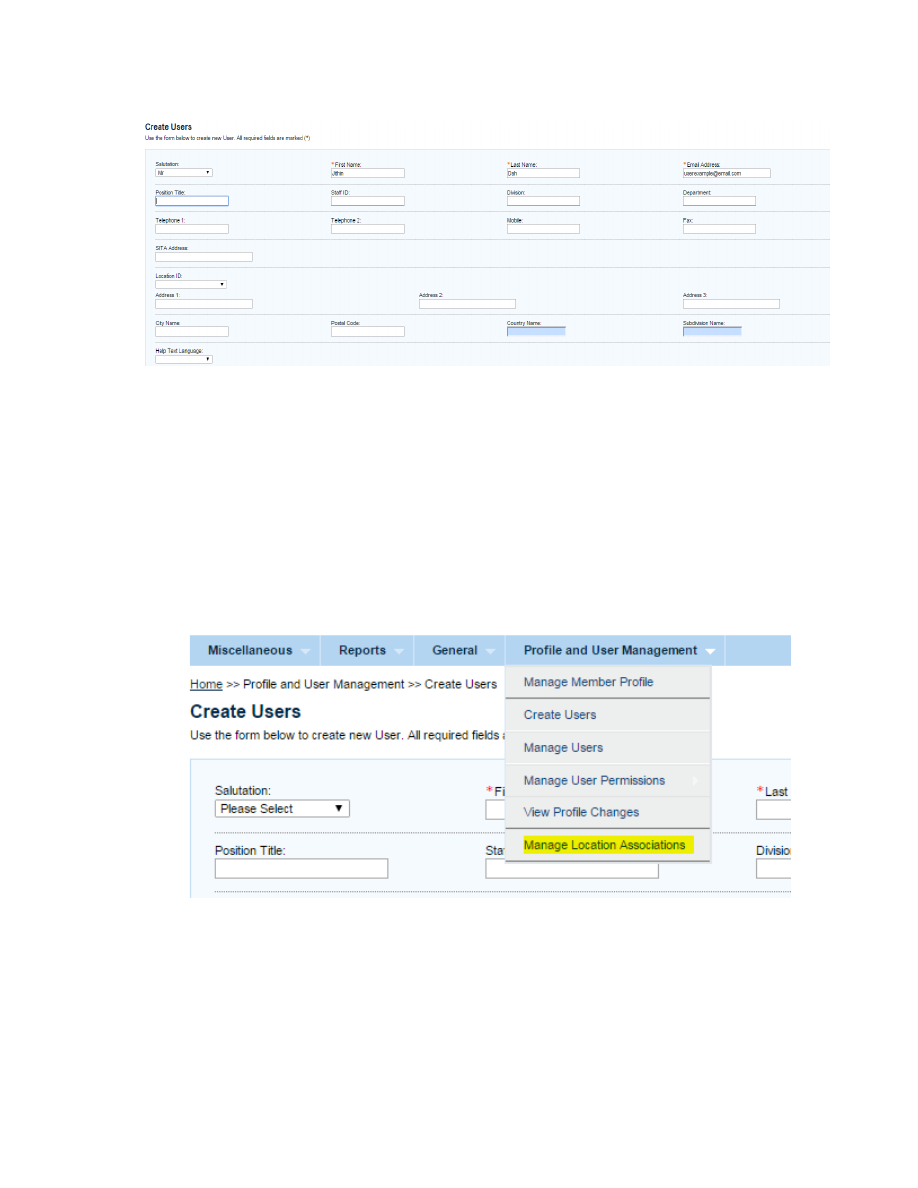 Create Users
Use the form below to create new User. All required fields are marked (*)
Salutation: *First Name: *Last Name: *Email Address:
Mr Jithin Dah userexample@email.com
Position Title: Staff ID: Division: Department:
Telephone 1: Telephone 2: Mobile: Fax:
SITA Address:
Location ID:
Address 1: Address 2: Address 3:
City Name: Postal Code: Country Name: Subdivision Name:
Help Text Language:
Miscellaneous Reports General Profile and User Management
Home >> Profile and User Management >> Create Users
Create Users
Use the form below to create new User. All required fields
Manage Member Profile
Create Users
Manage Users
Manage User Permissions
View Profile Changes
Manage Location Associations
Salutation: *Fi *Last
Please Select
Position Title: Sta Division